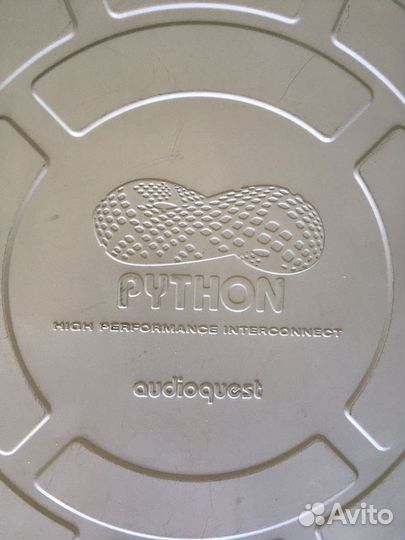 PYTHON
HIGH PERFORMANCE INTERCONNECT
audioquest
Avito